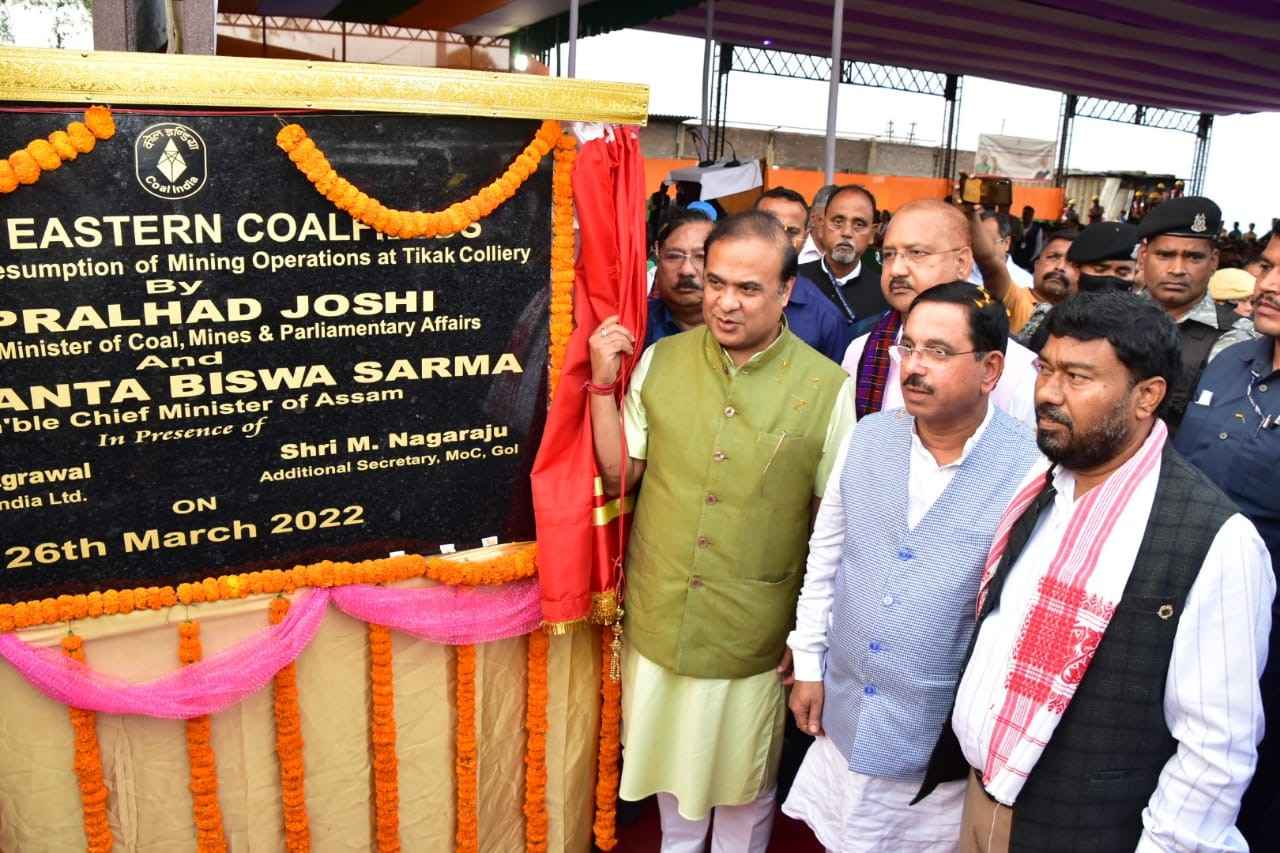 कोल इण्डिया
Coal India
EASTERN COALFIELDS
esumption of Mining Operations at Tikak Colliery
By
PRALHAD JOSHI
Minister of Coal, Mines & Parliamentary Affairs
And
ANTA BISWA SARMA
'ble Chief Minister of Assam
In Presence of
grawal
ndia Ltd.
Shri M. Nagaraju
Additional Secretary, MoC, GoI
ON
26th March 2022